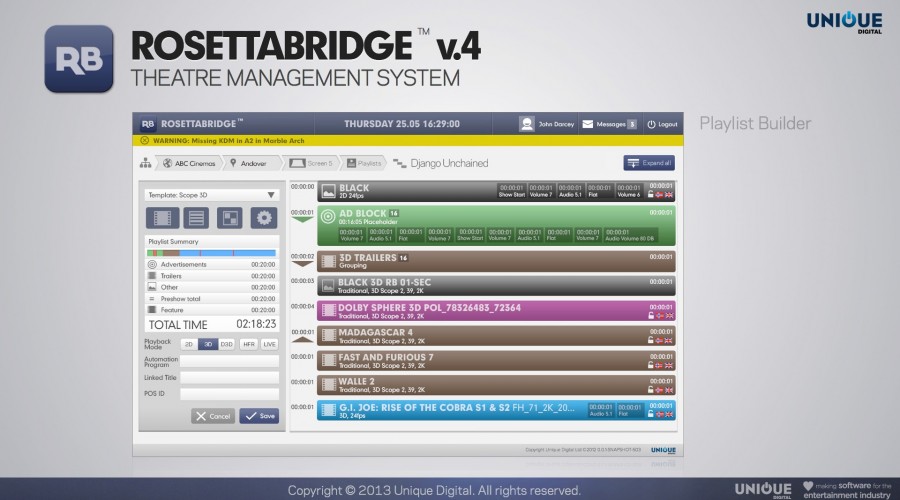 UNIQUE
DIGITAL
RB
ROSETTABRIDGE™ v.4
THEATRE MANAGEMENT SYSTEM
Playlist Builder
RB ROSETTABRIDGE™
THURSDAY 25.05 16:29:00
John Darcey
Messages 3
Logout
WARNING: Missing KDM in A2 in Marble Arch
ABC Cinemas
Andover
Screen 5
Playlists
Django Unchained
Expand all
Template: Scope 3D
Playlist Summary
Advertisements 00:20:00
Trailers 00:20:00
Other 00:20:00
Preshow total 00:20:00
Feature 00:20:00
TOTAL TIME 02:18:23
Playback Mode 2D 3D D3D HFR LIVE
Automation Program
Linked Title
POS ID
Cancel
Save
00:00:00 BLACK
2D 24fps
00:00:01 00:00:01 00:00:01 00:00:01 00:00:01
Show Start Volume 7 Audio 5.1 Flat Volume 6
00:00:01
00:00:01 AD BLOCK 16
00:16:05 Placeholder
00:00:01
00:00:01 00:00:01 00:00:01 00:00:01 00:00:01 00:00:01 00:00:01 00:00:01 00:00:01 00:00:01
Volume 7 Audio 5.1 Flat Volume 7 Show Start Volume 7 Audio 5.1 Flat Volume 7 Audio Volume 80 DB
00:00:02 3D TRAILERS 16 00:00:01
Grouping
00:00:03 BLACK 3D RB 01-SEC 00:00:01
Traditional, 3D Scope 2, 39, 2K
00:00:04 DOLBY SPHERE 3D POL_78326483_72364 00:00:01
Traditional, 3D Scope 2, 39, 2K
00:00:01 MADAGASCAR 4 00:00:01
Traditional, 3D Scope 2, 39, 2K
00:00:01 FAST AND FURIOUS 7 00:00:01
Traditional, 3D Scope 2, 39, 2K
00:00:01 WALLE 2 00:00:01
Traditional, 3D Scope 2, 39, 2K
00:00:01 G.I. JOE: RISE OF THE COBRA S1 & S2 FH_71_2K_20... 00:00:01 00:00:01 00:00:01
3D, 24fps Audio 5.1 Flat
UNIQUE
Copyright © 2013 Unique Digital. All rights reserved.
UNIQUE
DIGITAL
making software for the
entertainment industry